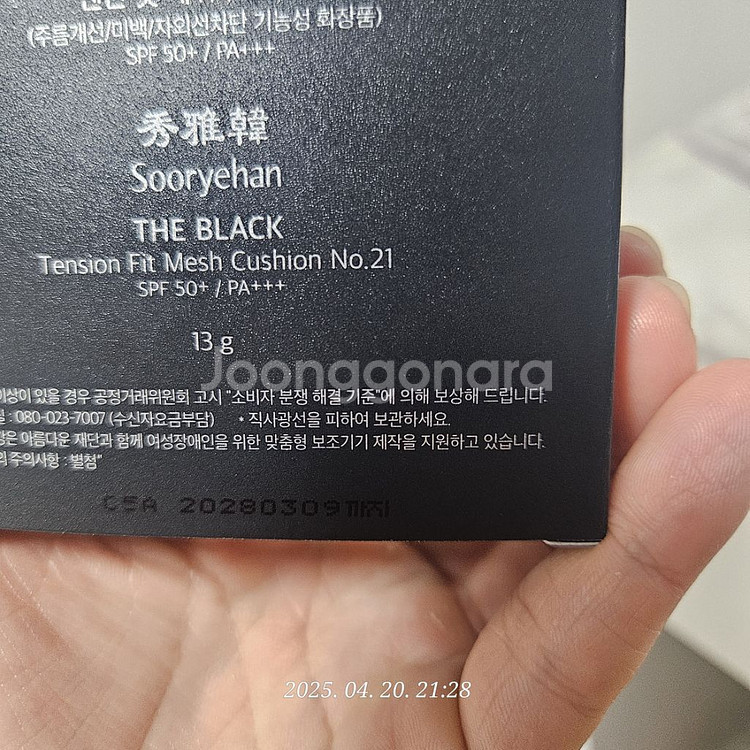 (주름개선/미백/자외선차단 기능성 화장품)
SPF 50+ / PA+++
秀雅韓
Sooryehan
THE BLACK
Tension Fit Mesh Cushion No.21
SPF 50+ / PA+++
13 g
Joonggonara
이상이 있을 경우 공정거래위원회 고시 "소비자 분쟁 해결 기준"에 의해 보상해 드립니다.
: 080-023-7007 (수신자요금부담) • 직사광선을 피하여 보관하세요.
아름다운 재단과 함께 여성장애인을 위한 맞춤형 보조기기 제작을 지원하고 있습니다.
주의사항 : 별첨"
C5A 20280309까지
2025. 04. 20. 21:28